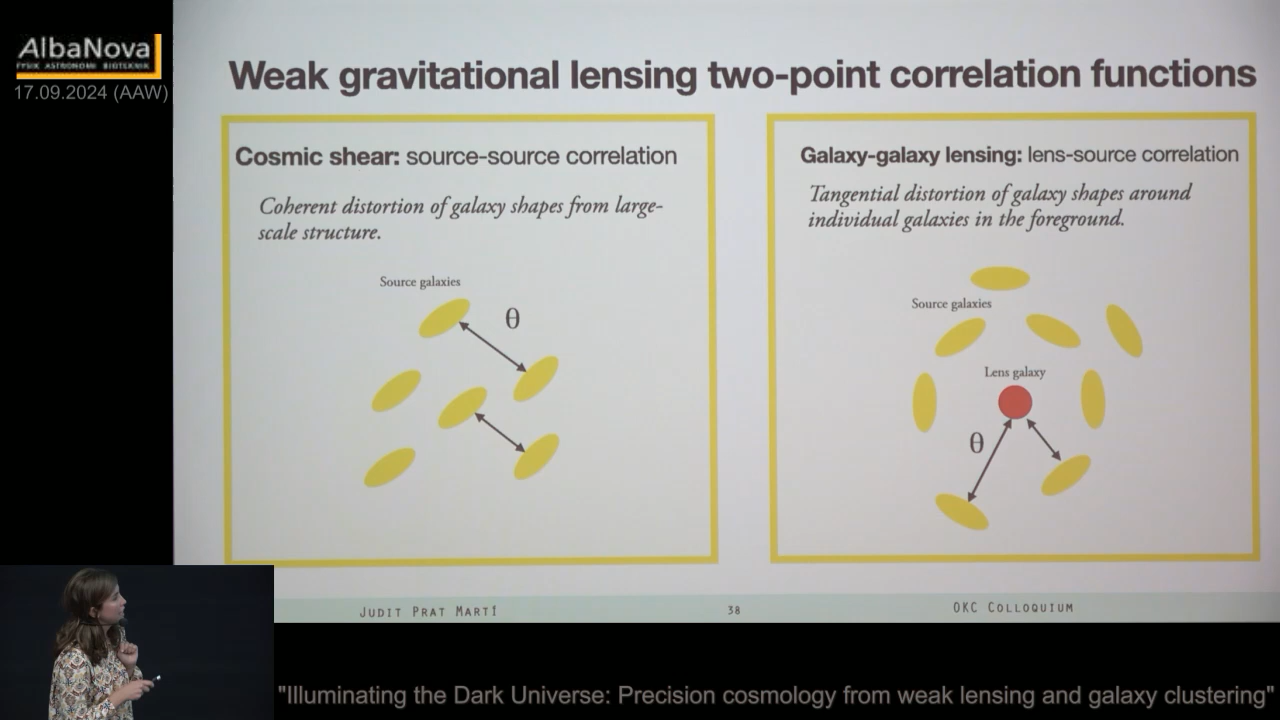 AlbaNova
FYSIK ASTRONOMI BIOTEKNIK
17.09.2024 (AAW)
Weak gravitational lensing two-point correlation functions
Cosmic shear: source-source correlation
Coherent distortion of galaxy shapes from large-
scale structure.
Source galaxies
θ
Galaxy-galaxy lensing: lens-source correlation
Tangential distortion of galaxy shapes around
individual galaxies in the foreground.
Source galaxies
Lens galaxy
θ
Judit Prat Martí
38
OKC Colloquium
"Illuminating the Dark Universe: Precision cosmology from weak lensing and galaxy clustering"